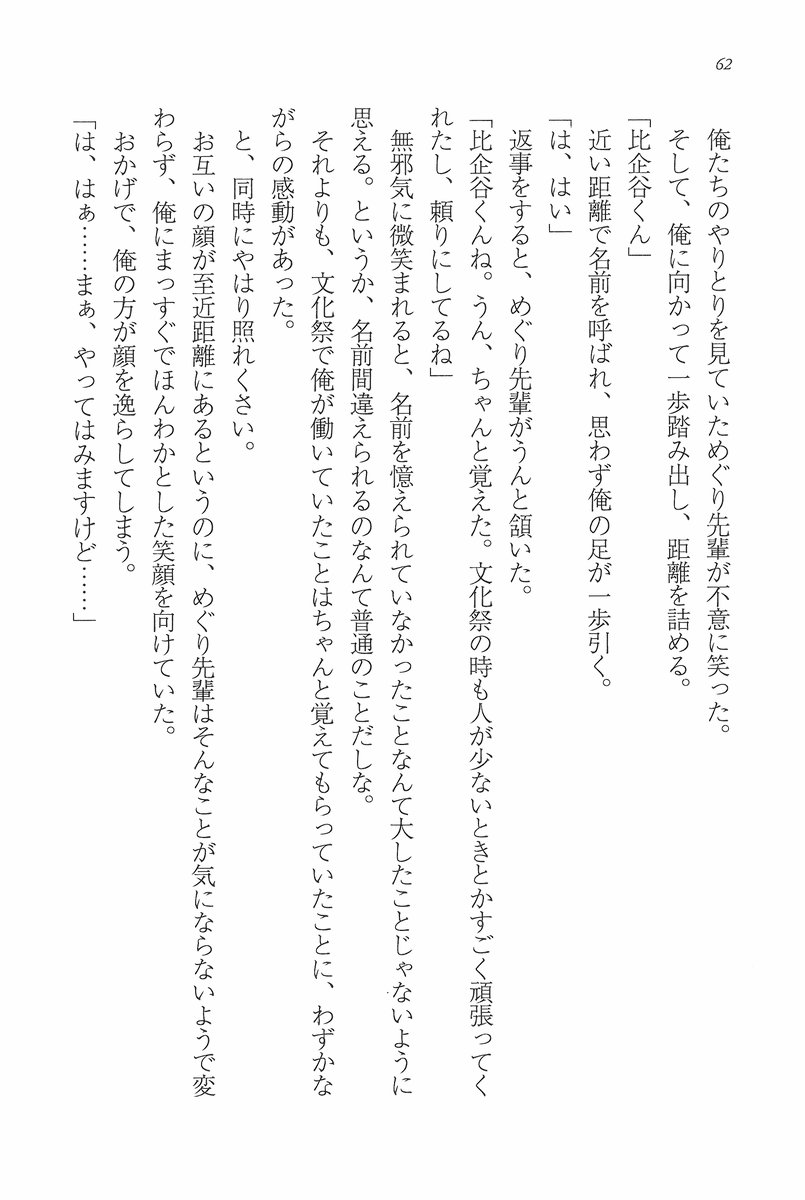 62
俺たちのやりとりを見ていためぐり先輩が不意に笑った。
そして、俺に向かって一歩踏み出し、距離を詰める。
「比企谷くん」
近い距離で名前を呼ばれ、思わず俺の足が一歩引く。
「は、はい」
返事をすると、めぐり先輩がうんと頷いた。
「比企谷くんね。うん、ちゃんと覚えた。文化祭の時も人が少ないときとかすごく頑張ってく
れたし、頼りにしてるね」
無邪気に微笑まれると、名前を憶えられていなかったことなんて大したことじゃないように
思える。というか、名前間違えられるのなんて普通のことだしな。
それよりも、文化祭で俺が働いていたことはちゃんと覚えてもらっていたことに、わずかな
がらの感動があった。
と、同時にやはり照れくさい。
お互いの顔が至近距離にあるというのに、めぐり先輩はそんなことが気にならないようで変
わらず、俺にまっすぐでほんわかとした笑顔を向けていた。
おかげで、俺の方が顔を逸らしてしまう。
「は、はぁ……まぁ、やってはみますけど……」